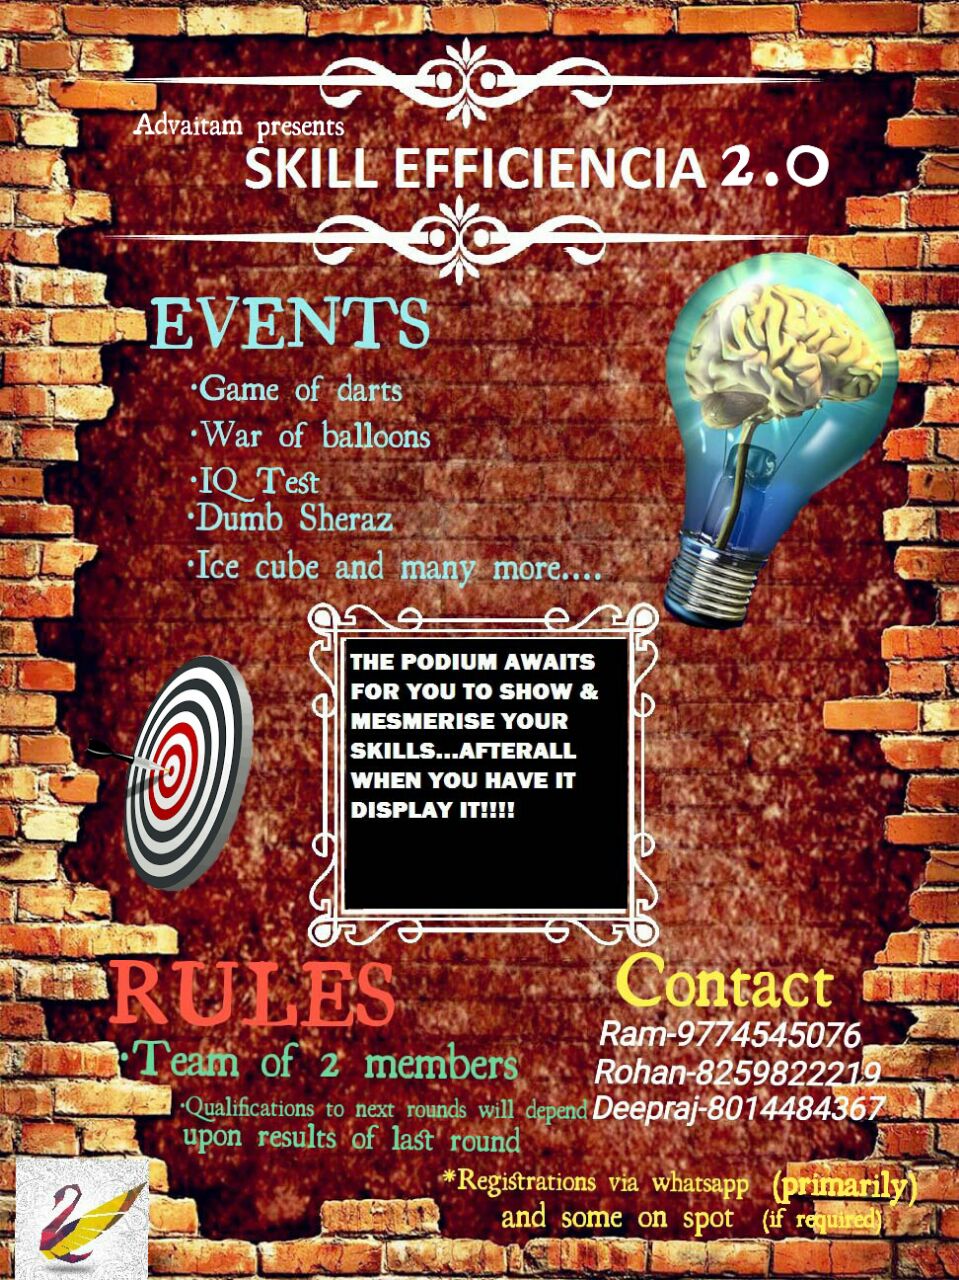 Advaitam presents
SKILL EFFICIENCIA 2.0
EVENTS
·Game of darts
·War of balloons
·IQ Test
·Dumb Sheraz
·Ice cube and many more....
THE PODIUM AWAITS
FOR YOU TO SHOW &
MESMERISE YOUR
SKILLS...AFTERALL
WHEN YOU HAVE IT
DISPLAY IT!!!!
RULES
·Team of 2 members
·Qualifications to next rounds will depend
upon results of last round
Contact
Ram-9774545076
Rohan-8259822219
Deepraj-8014484367
*Registrations via whatsapp (primarily)
and some on spot (if required)